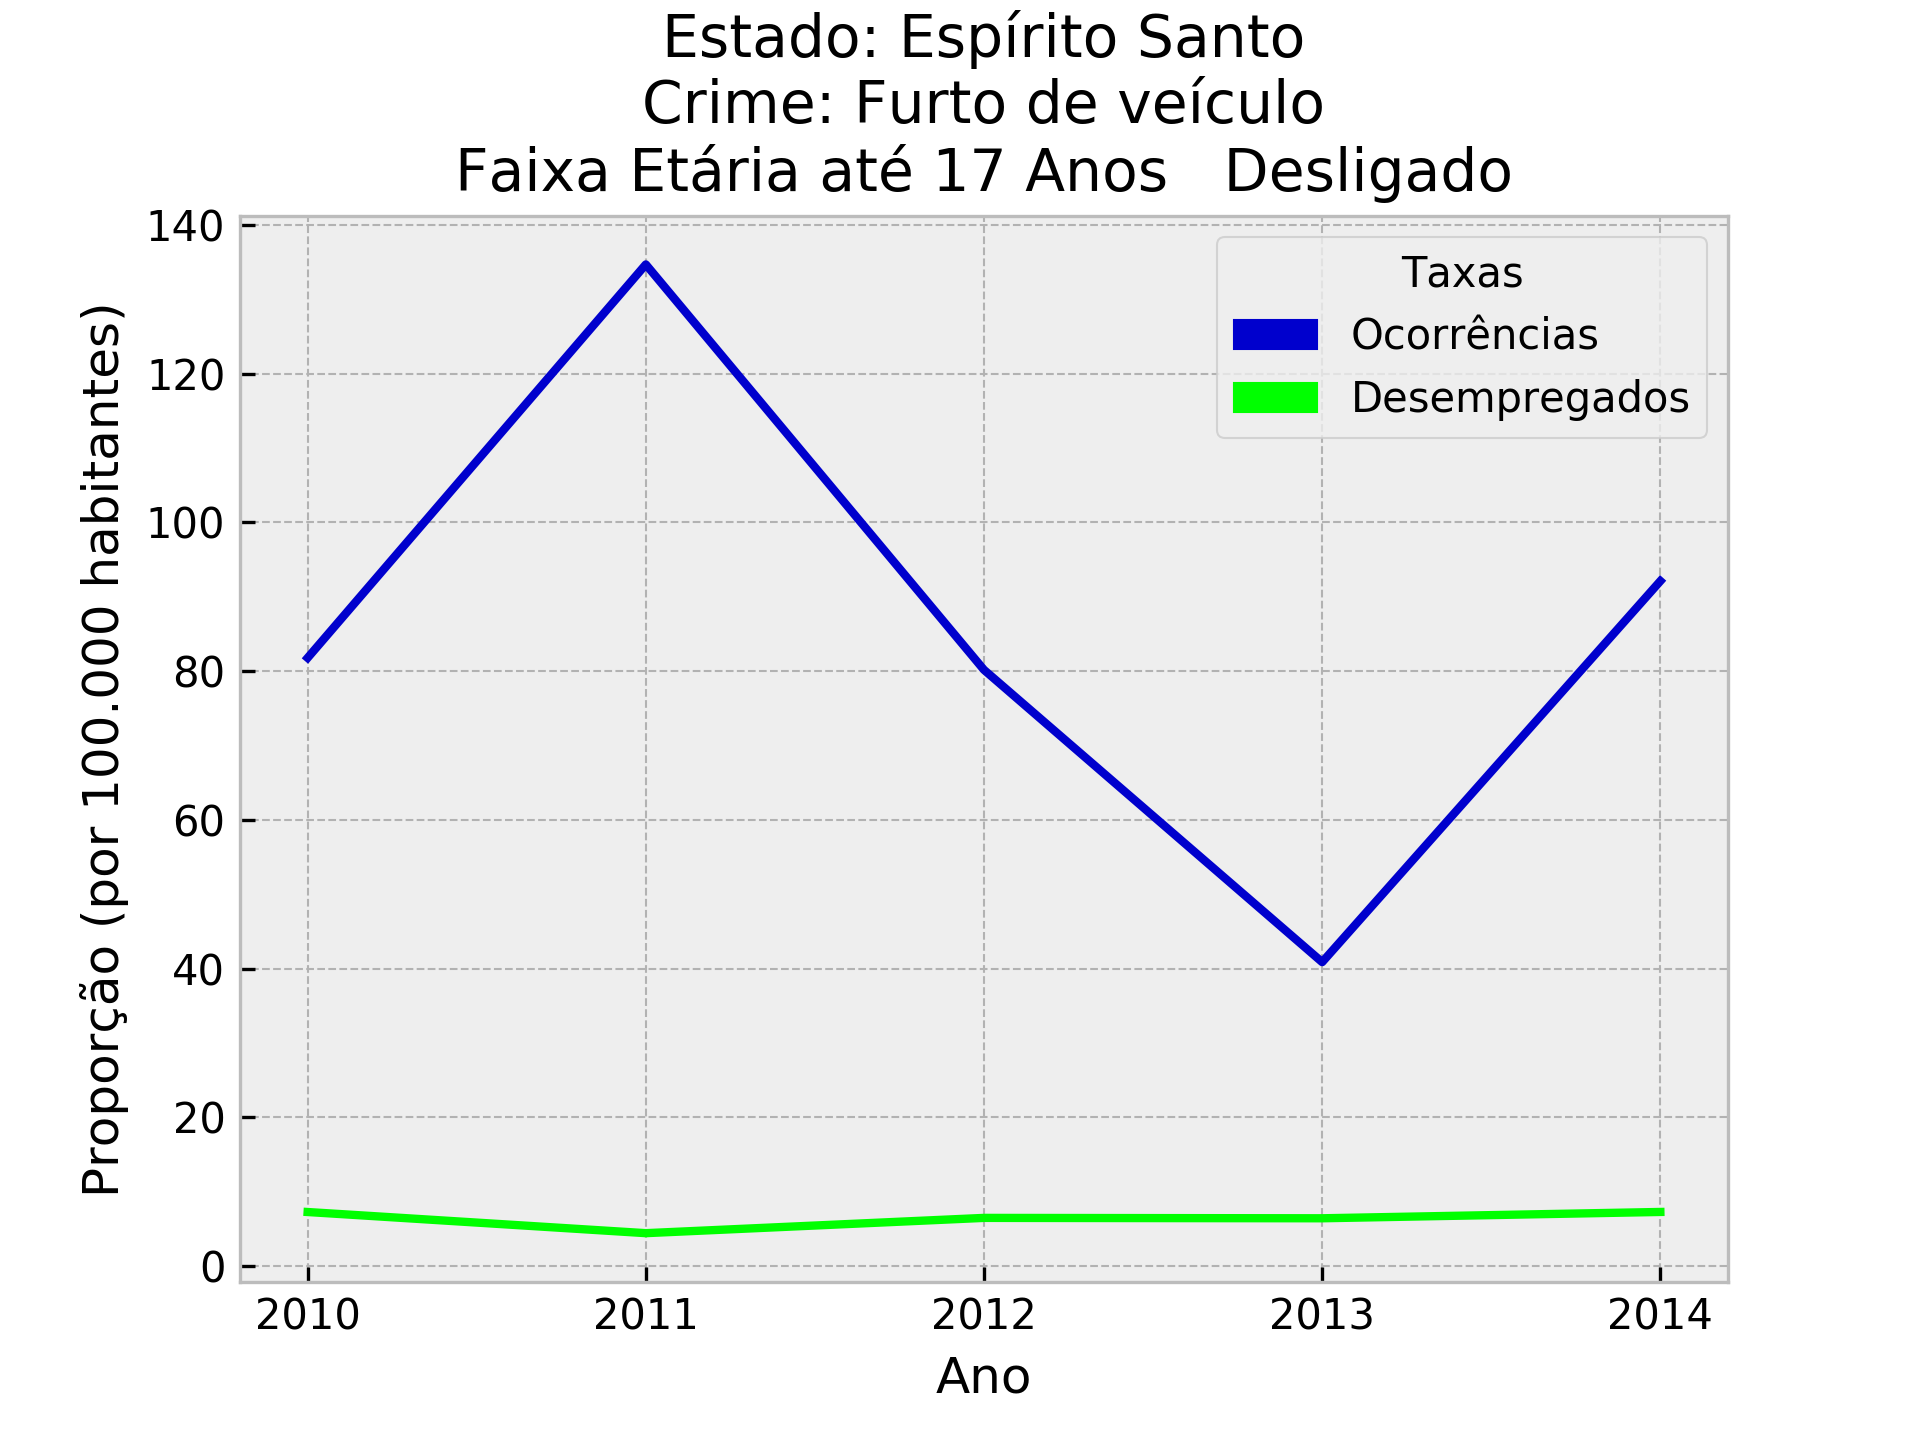 Estado: Espírito Santo
Crime: Furto de veículo
Faixa Etária até 17 Anos   Desligado
Proporção (por 100.000 habitantes)
140
120
100
80
60
40
20
0
Taxas
Ocorrências
Desempregados
2010
2011
2012
2013
2014
Ano